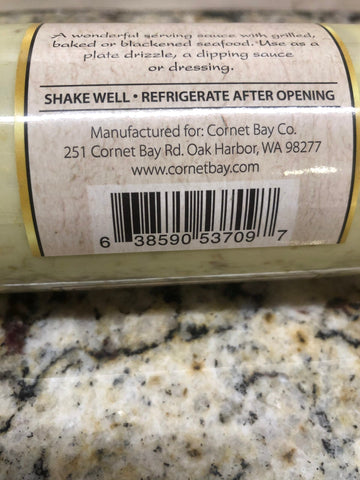 A wonderful serving sauce with grilled,
baked or blackened seafood. Use as a
plate drizzle, a dipping sauce
or dressing.
SHAKE WELL • REFRIGERATE AFTER OPENING
Manufactured for: Cornet Bay Co.
251 Cornet Bay Rd. Oak Harbor, WA 98277
www.cornetbay.com
6 38590 53709 7